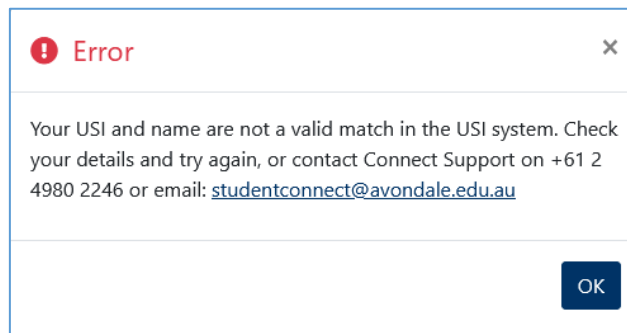 Error
Your USI and name are not a valid match in the USI system. Check
your details and try again, or contact Connect Support on +61 2
4980 2246 or email: studentconnect@avondale.edu.au
OK